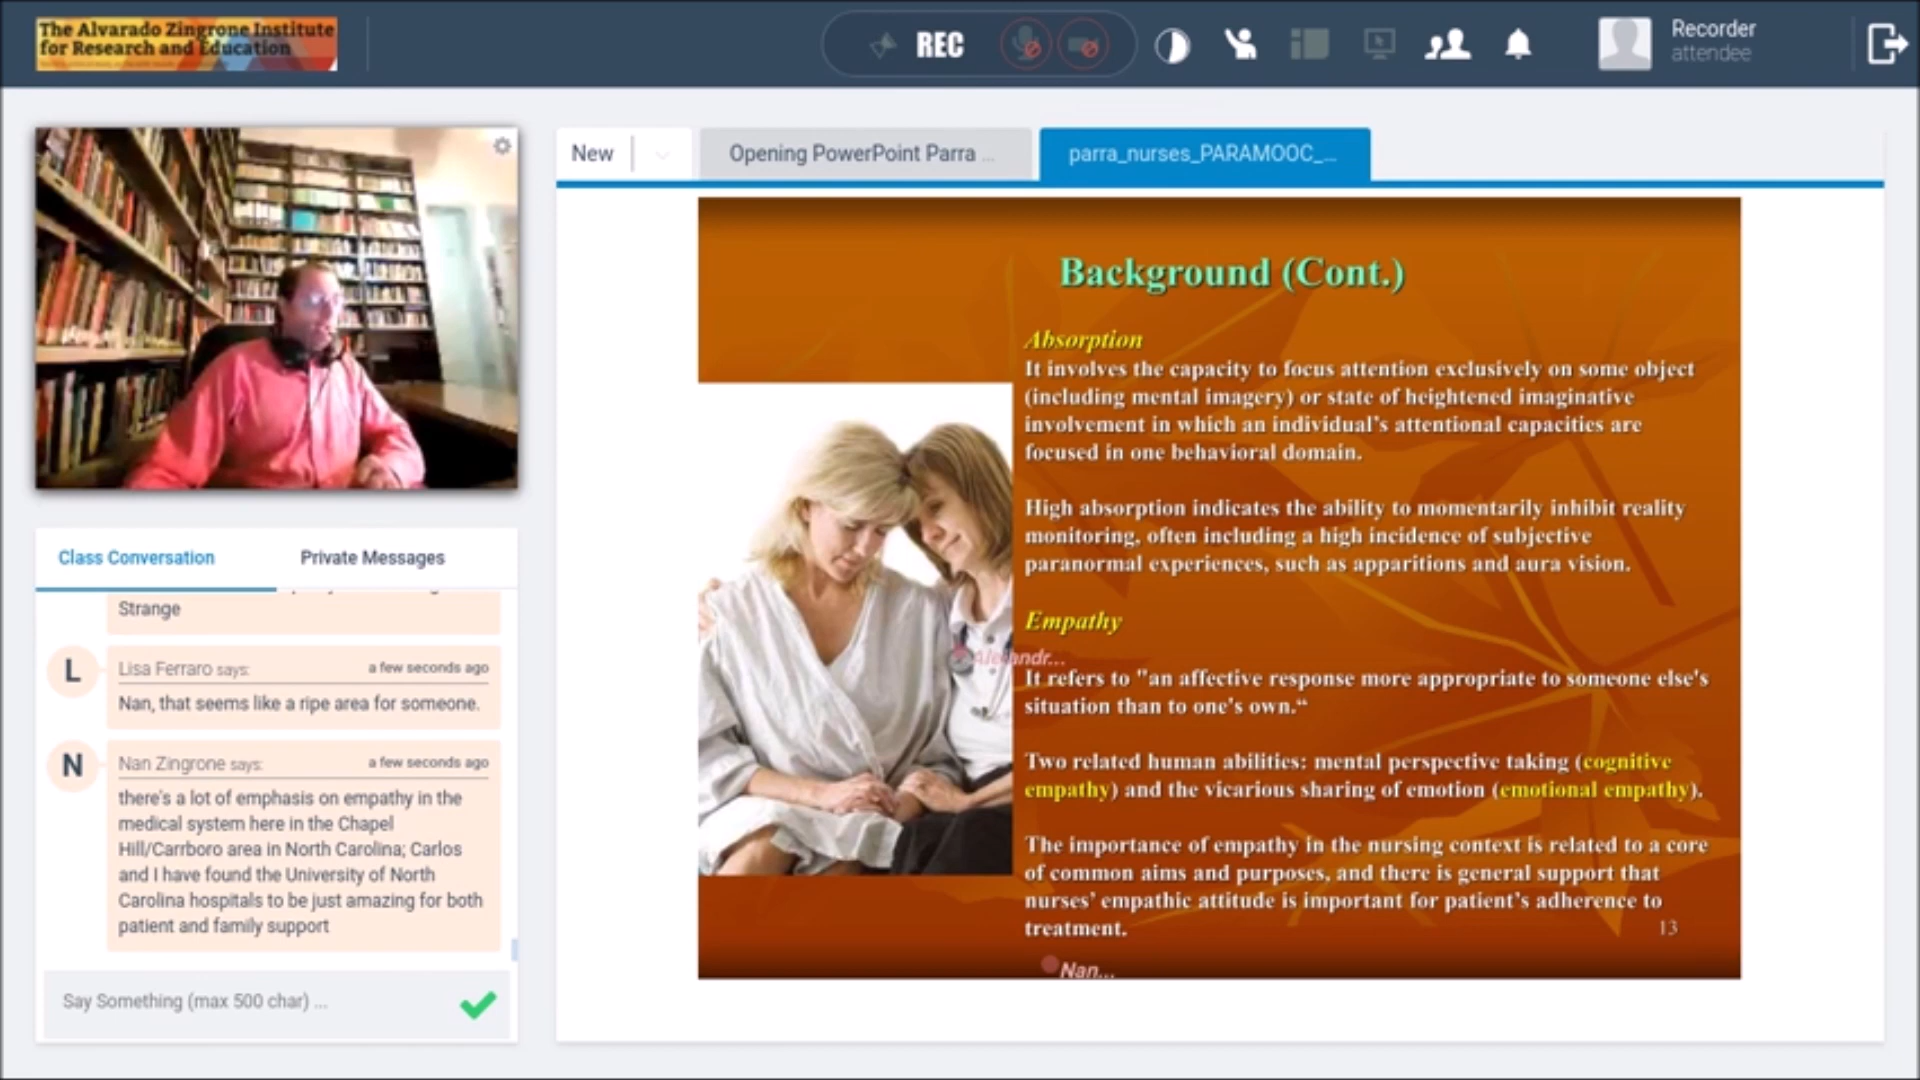 The Alvarado Zingrone Institute
for Research and Education
REC
Recorder
attendee
New
Opening PowerPoint Parra ...
parra_nurses_PARAMOOC_...
Class Conversation
Private Messages
Strange
L
Lisa Ferraro says:
a few seconds ago
Nan, that seems like a ripe area for someone.
N
Nan Zingrone says:
a few seconds ago
there's a lot of emphasis on empathy in the
medical system here in the Chapel
Hill/Carrboro area in North Carolina; Carlos
and I have found the University of North
Carolina hospitals to be just amazing for both
patient and family support
Say Something (max 500 char) ...
Background (Cont.)
Absorption
It involves the capacity to focus attention exclusively on some object
(including mental imagery) or state of heightened imaginative
involvement in which an individual's attentional capacities are
focused in one behavioral domain.
High absorption indicates the ability to momentarily inhibit reality
monitoring, often including a high incidence of subjective
paranormal experiences, such as apparitions and aura vision.
Empathy
Alejandr...
It refers to "an affective response more appropriate to someone else's
situation than to one's own.“
Two related human abilities: mental perspective taking (cognitive
empathy) and the vicarious sharing of emotion (emotional empathy).
The importance of empathy in the nursing context is related to a core
of common aims and purposes, and there is general support that
nurses’ empathic attitude is important for patient’s adherence to
treatment.
13
Nan...